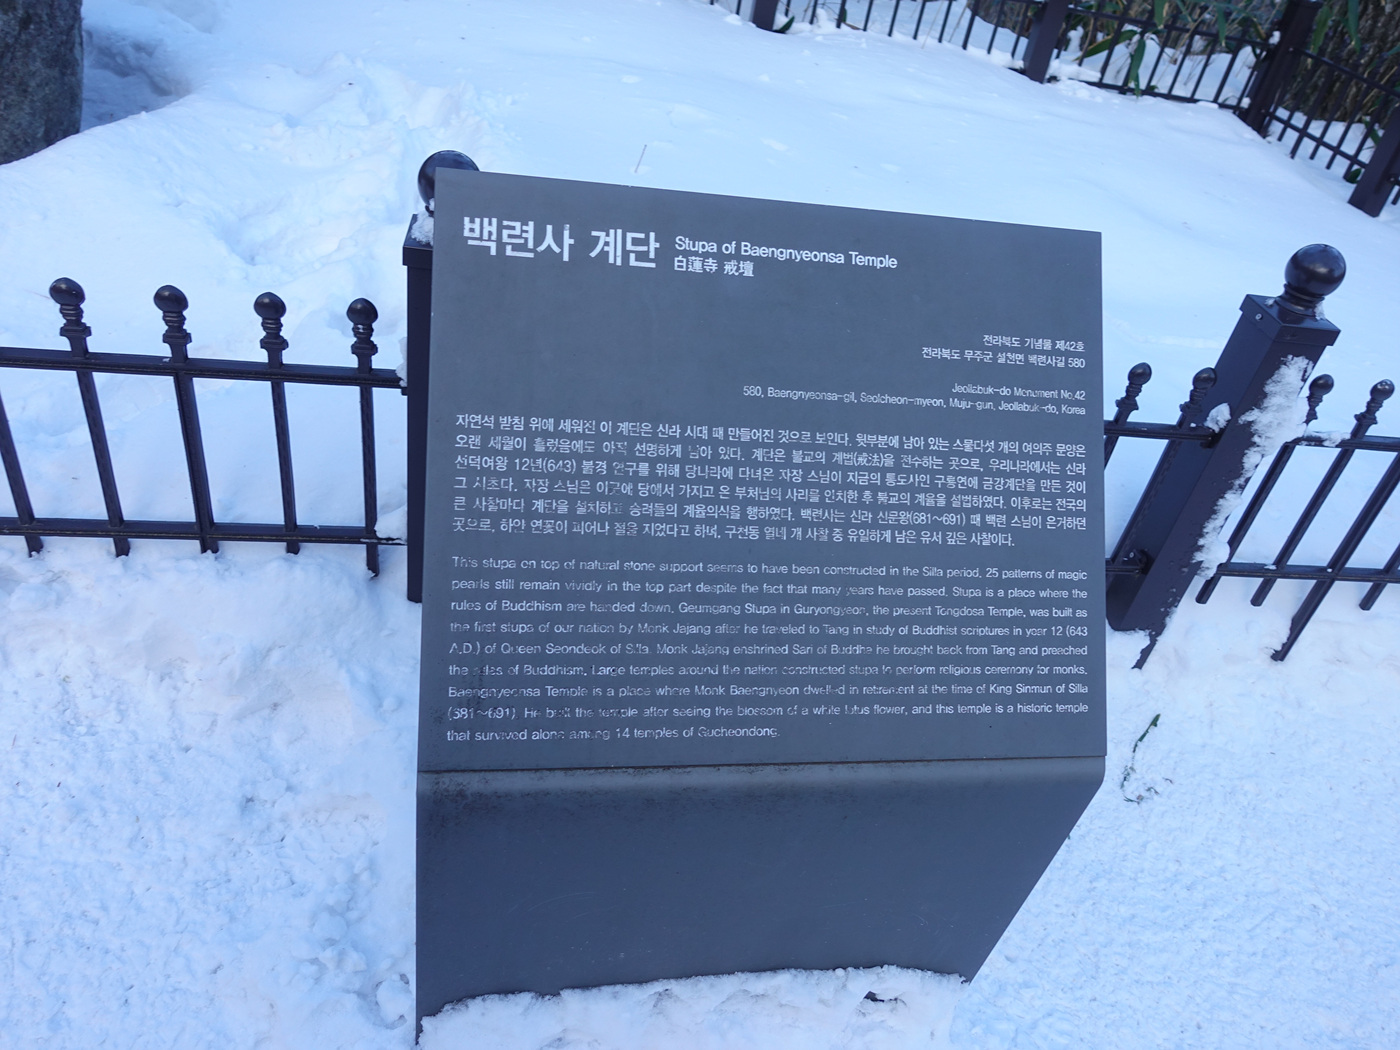 백련사 계단 Stupa of Baengnyeonsa Temple
白蓮寺 戒壇
전라북도 기념물 제42호
전라북도 무주군 설천면 백련사길 580
Jeollabuk-do Monument No.42
580, Baengnyeonsa-gil, Seolcheon-myeon, Muju-gun, Jeollabuk-do, Korea
자연석 받침 위에 세워진 이 계단은 신라 시대 때 만들어진 것으로 보인다. 윗부분에 남아 있는 스물다섯 개의 여의주 문양은
오랜 세월이 흘렀음에도 아직 선명하게 남아 있다. 계단은 불교의 계법(戒法)을 전수하는 곳으로, 우리나라에서는 신라
선덕여왕 12년(643) 불경 연구를 위해 당나라에 다녀온 자장 스님이 지금의 통도사인 구룡연에 금강계단을 만든 것이
그 시초다. 자장 스님은 이곳에 당에서 가지고 온 부처님의 사리를 안치한 후 불교의 계율을 설법하였다. 이후로는 전국의
큰 사찰마다 계단을 설치하고 승려들의 계율의식을 행하였다. 백련사는 신라 신문왕(681~691) 때 백련 스님이 은거하던
곳으로, 하얀 연꽃이 피어나 절을 지었다고 하며, 구천동 열네 개 사찰 중 유일하게 남은 유서 깊은 사찰이다.
This stupa on top of natural stone support seems to have been constructed in the Silla period. 25 patterns of magic
pearls still remain vividly in the top part despite the fact that many years have passed. Stupa is a place where the
rules of Buddhism are handed down. Geumgang Stupa in Guryongyeon, the present Tongdosa Temple, was built as
the first stupa of our nation by Monk Jajang after he traveled to Tang in study of Buddhist scriptures in year 12 (643
A.D.) of Queen Seondeok of Silla. Monk Jajang enshrined Sari of Buddha he brought back from Tang and preached
the rules of Buddhism. Large temples around the nation constructed stupa to perform religious ceremony for monks.
Baengnyeonsa Temple is a place where Monk Baengnyeon dwelled in retirement at the time of King Sinmun of Silla
(681~691). He built the temple after seeing the blossom of a white lotus flower, and this temple is a historic temple
that survived alone among 14 temples of Gucheondong.